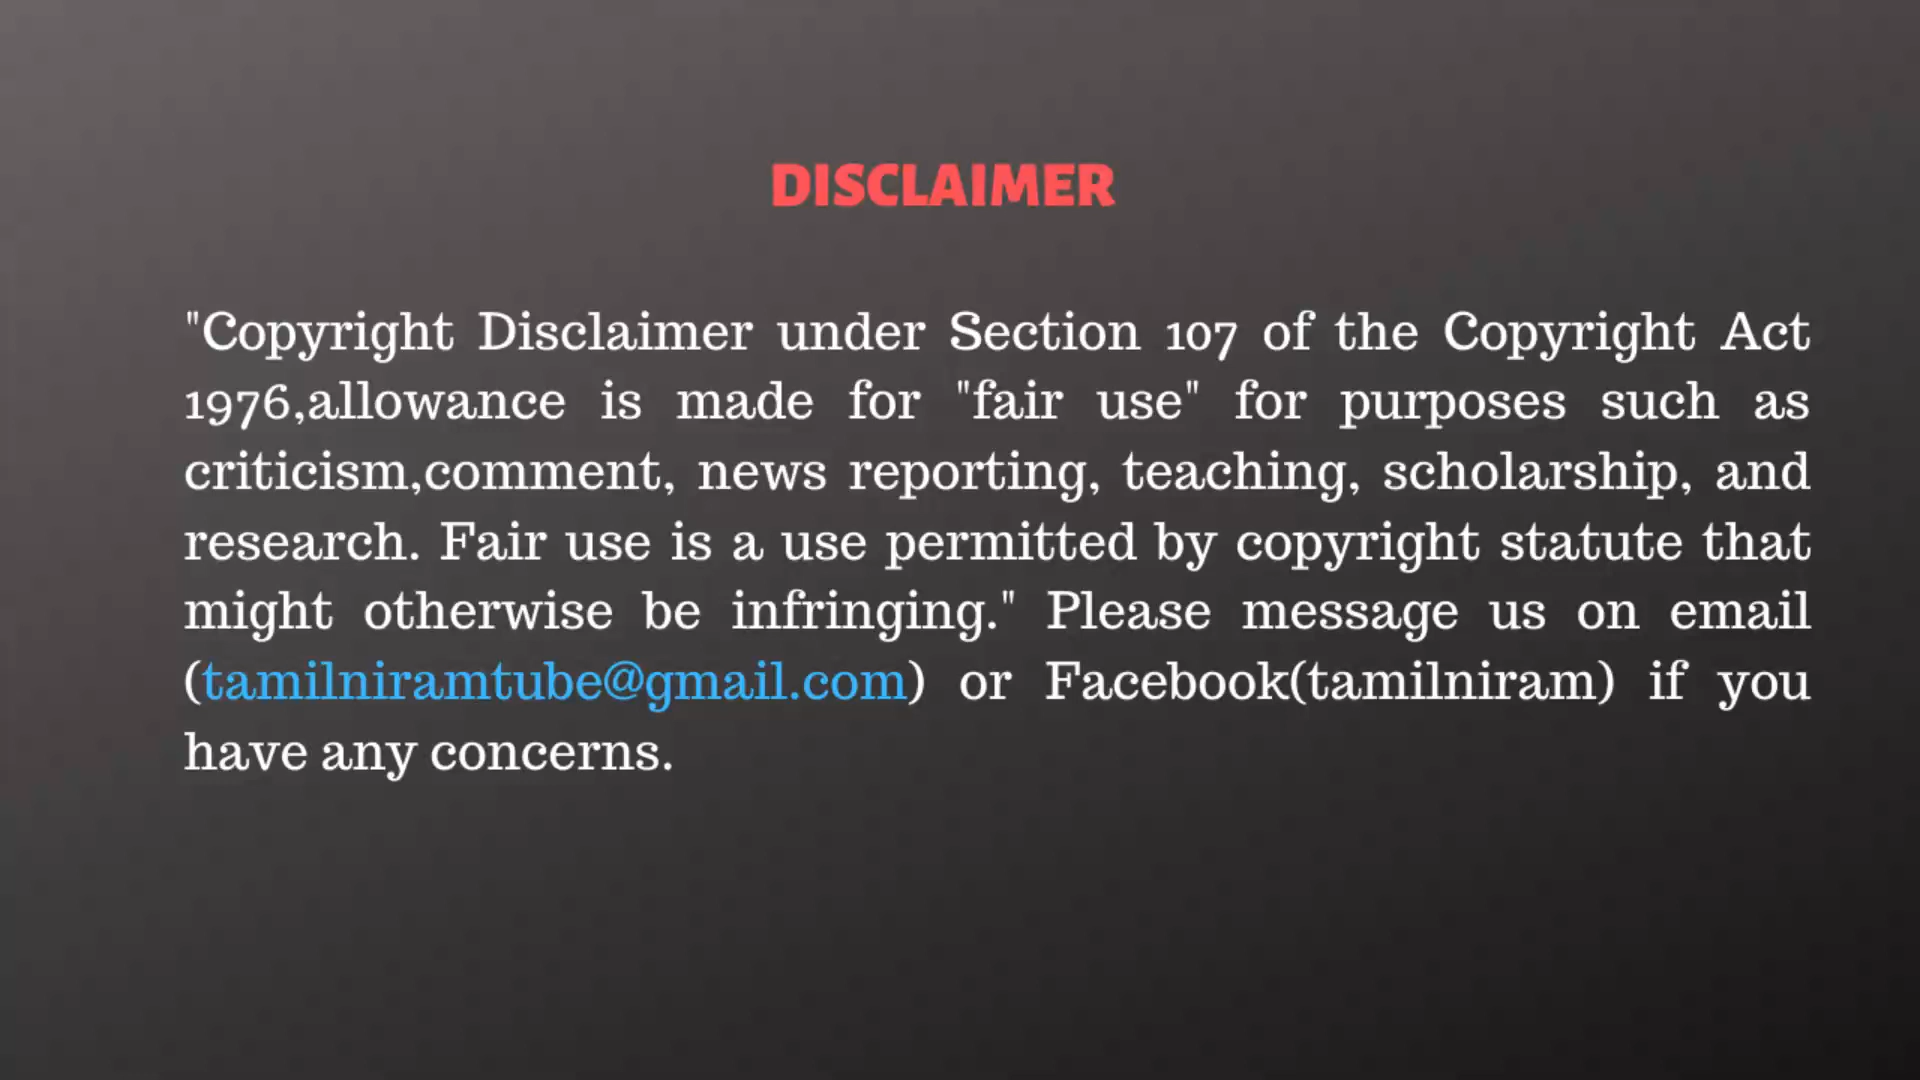 DISCLAIMER
"Copyright Disclaimer under Section 107 of the Copyright Act
1976,allowance is made for "fair use" for purposes such as
criticism,comment, news reporting, teaching, scholarship, and
research. Fair use is a use permitted by copyright statute that
might otherwise be infringing." Please message us on email
(tamilniramtube@gmail.com) or Facebook(tamilniram) if you
have any concerns.